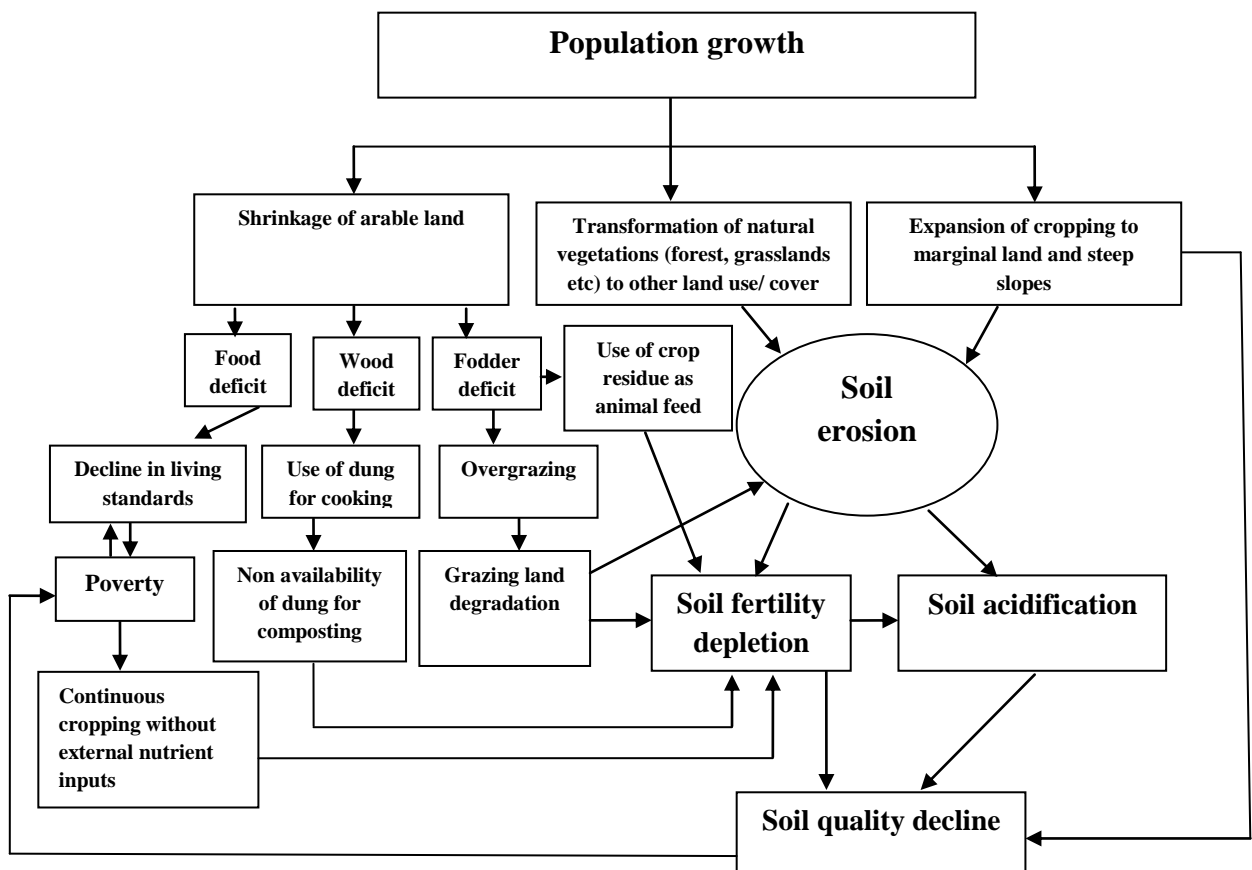 Population growth
Shrinkage of arable land
Transformation of natural
vegetations (forest, grasslands
etc) to other land use/ cover
Expansion of cropping to
marginal land and steep
slopes
Food
deficit
Wood
deficit
Fodder
deficit
Use of crop
residue as
animal feed
Soil
erosion
Decline in living
standards
Use of dung
for cooking
Overgrazing
Poverty
Non availability
of dung for
composting
Grazing land
degradation
Soil fertility
depletion
Soil acidification
Continuous
cropping without
external nutrient
inputs
Soil quality decline